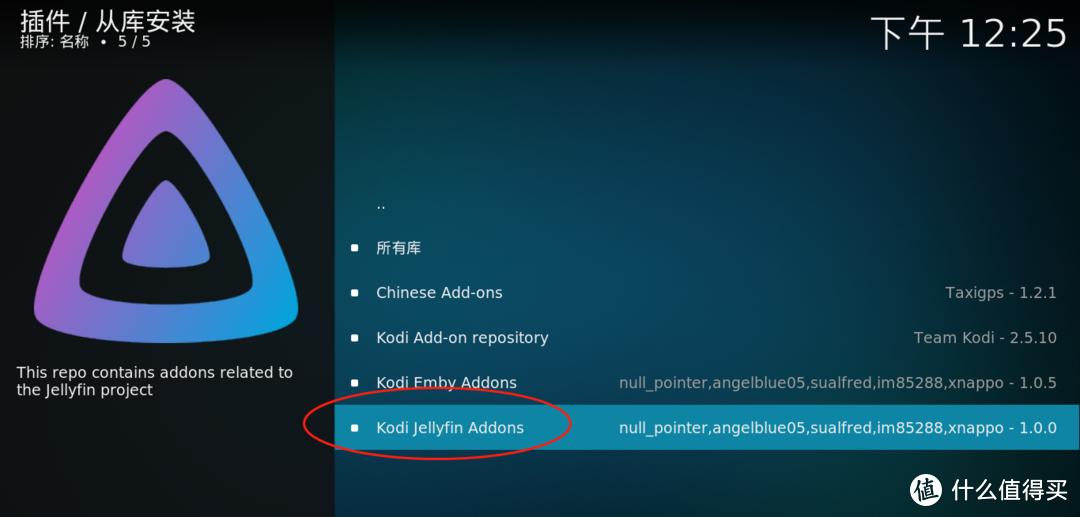 插件 / 从库安装
排序: 名称 • 5 / 5
下午 12:25
..
所有库
Chinese Add-ons Taxigps - 1.2.1
Kodi Add-on repository Team Kodi - 2.5.10
Kodi Emby Addons null_pointer,angelblue05,sualfred,im85288,xnappo - 1.0.5
Kodi Jellyfin Addons null_pointer,angelblue05,sualfred,im85288,xnappo - 1.0.0
This repo contains addons related to
the Jellyfin project
值 什么值得买